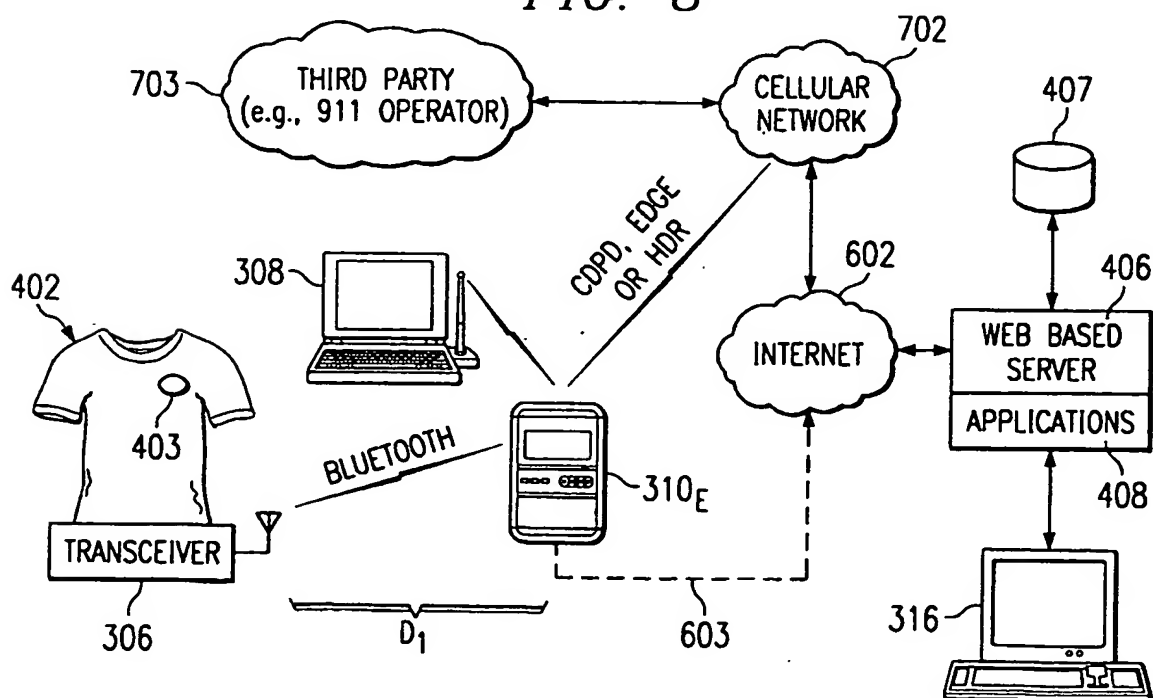 FIG. 8
703
THIRD PARTY
(e.g., 911 OPERATOR)
702
CELLULAR
NETWORK
407
CDPD, EDGE
OR HDR
308
602
406
402
INTERNET
WEB BASED
SERVER
APPLICATIONS
403
BLUETOOTH
310E
408
TRANSCEIVER
306
D1
603
316